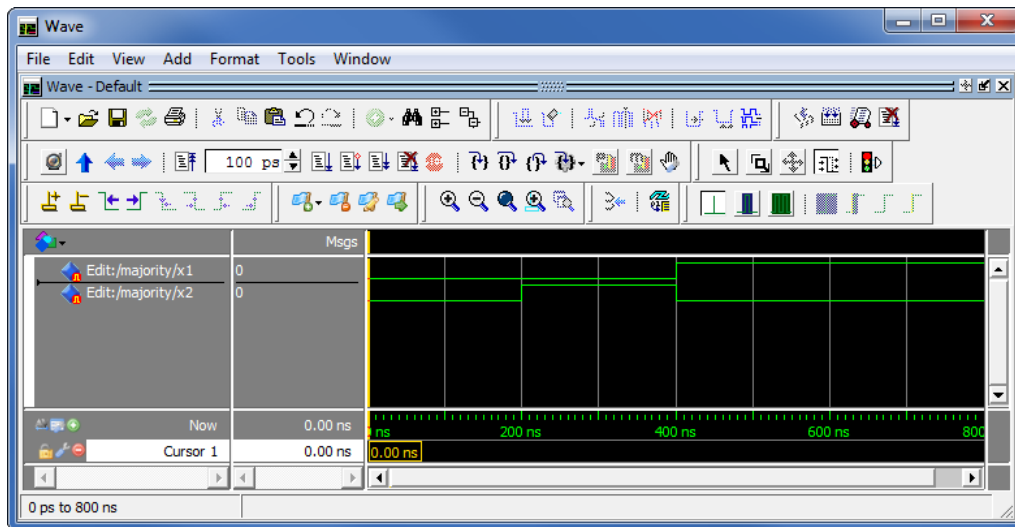 Wave
File Edit View Add Format Tools Window
Wave - Default
100 ps
Msgs
Edit:/majority/x1 0
Edit:/majority/x2 0
Now 0.00 ns ns 200 ns 400 ns 600 ns 800
Cursor 1 0.00 ns 0.00 ns
0 ps to 800 ns